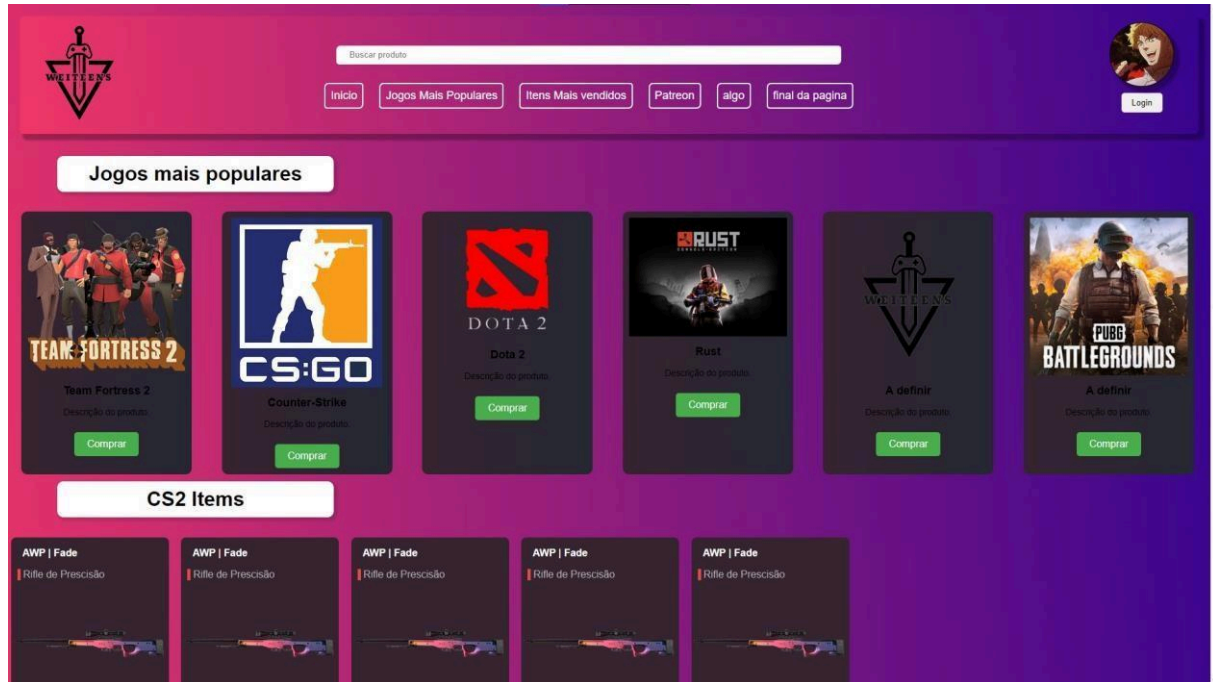 WEITEENS
Buscar produto
Inicio
Jogos Mais Populares
Itens Mais vendidos
Patreon
algo
final da pagina
Login
Jogos mais populares
TEAM FORTRESS 2
Team Fortress 2
Descrição do produto.
Comprar
CS:GO
Counter-Strike
Descrição do produto.
Comprar
DOTA 2
Dota 2
Descrição do produto.
Comprar
RUST
CONSOLE EDITION
Rust
Descrição do produto.
Comprar
WEITEENS
A definir
Descrição do produto.
Comprar
PUBG
BATTLEGROUNDS
A definir
Descrição do produto.
Comprar
CS2 Items
AWP | Fade
Rifle de Prescisão
AWP | Fade
Rifle de Prescisão
AWP | Fade
Rifle de Prescisão
AWP | Fade
Rifle de Prescisão
AWP | Fade
Rifle de Prescisão